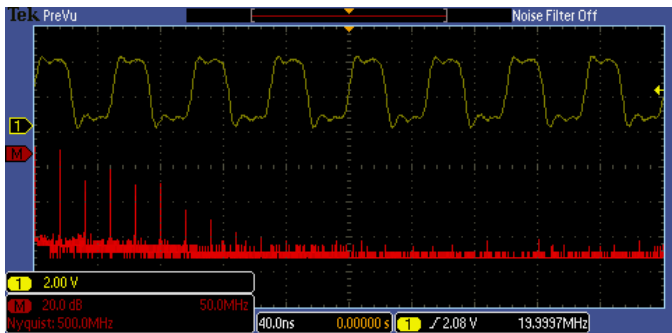 Tek PreVu Noise Filter Off
1
M
1 2.00 V
M 20.0 dB 50.0MHz
Nyquist: 500.0MHz
40.0ns 0.00000 s 1 / 2.08 V 19.9997MHz